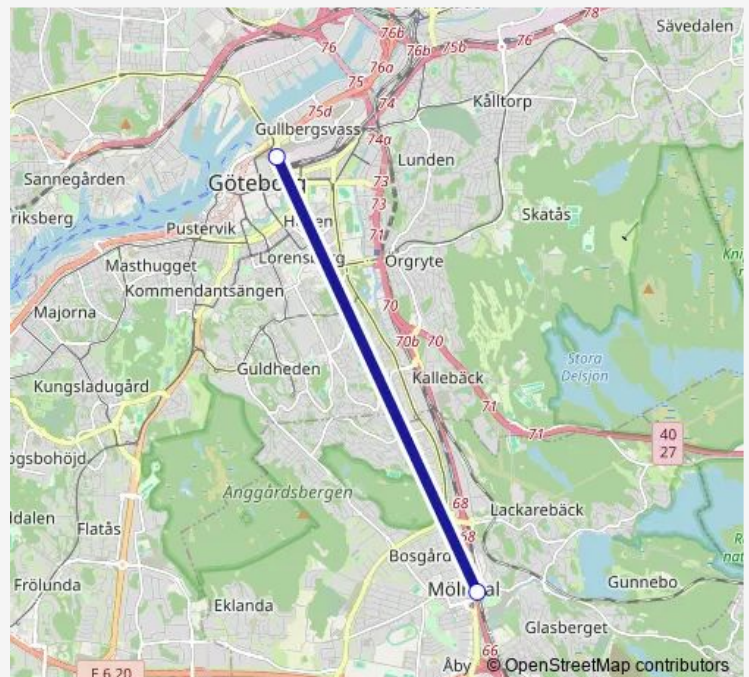 78
Sävedalen
76b
76
76b
75b
76
76a
75
74
Kålltorp
75d
Gullbergsvass
74a
Lunden
Sannegården
73
Göteborg
73
riksberg
Skatås
Pustervik
71
Lorensberg
Örgryte
Masthugget
Kommendantsängen
70
Majorna
70b
70
Stora
Delsjön
Guldheden
Kallebäck
Kungsladugård
71
71
40
27
ögsbohöjd
Änggårdsbergen
68
Lackarebäck
Flatås
68
Bosgård
Frölunda
Gunnebo
Eklanda
Glasberget
Åby
66
E 6.20
© OpenStreetMap contributors